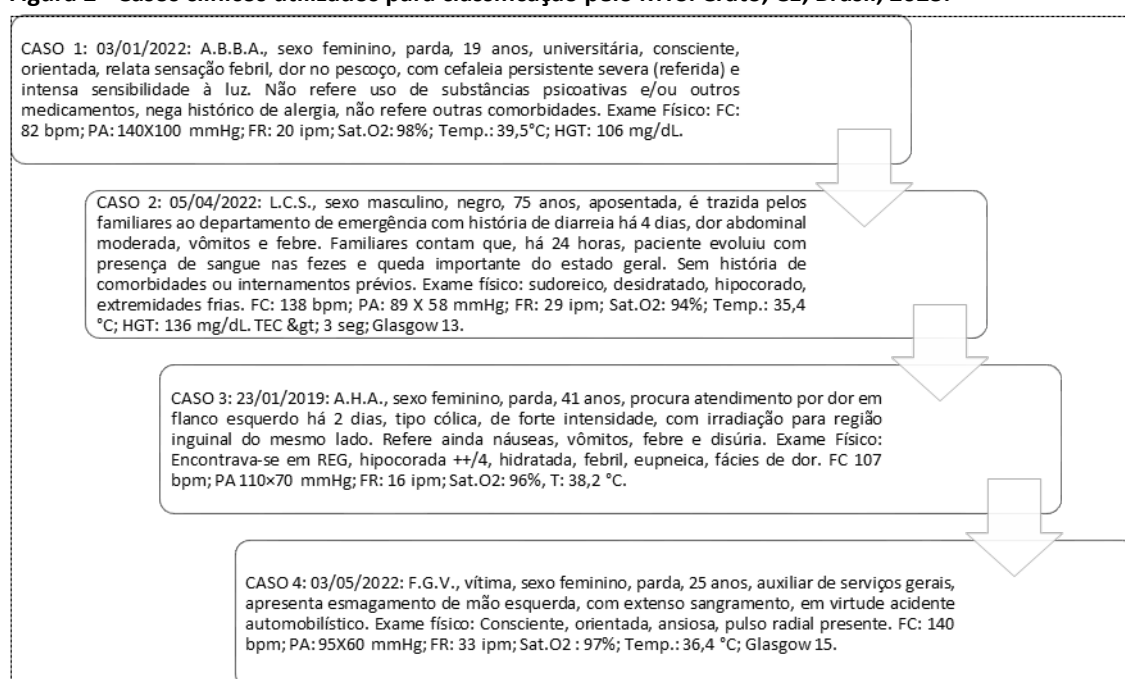 CASO 1: 03/01/2022: A.B.B.A., sexo feminino, parda, 19 anos, universitária, consciente,
orientada, relata sensação febril, dor no pescoço, com cefaleia persistente severa (referida) e
intensa sensibilidade à luz. Não refere uso de substâncias psicoativas e/ou outros
medicamentos, nega histórico de alergia, não refere outras comorbidades. Exame Físico: FC:
82 bpm; PA: 140X100 mmHg; FR: 20 ipm; Sat.O2: 98%; Temp.: 39,5°C; HGT: 106 mg/dL.
CASO 2: 05/04/2022: L.C.S., sexo masculino, negro, 75 anos, aposentada, é trazida pelos
familiares ao departamento de emergência com história de diarreia há 4 dias, dor abdominal
moderada, vômitos e febre. Familiares contam que, há 24 horas, paciente evoluiu com
presença de sangue nas fezes e queda importante do estado geral. Sem história de
comorbidades ou internamentos prévios. Exame físico: sudoreico, desidratado, hipocorado,
extremidades frias. FC: 138 bpm; PA: 89 X 58 mmHg; FR: 29 ipm; Sat.O2: 94%; Temp.: 35,4
°C; HGT: 136 mg/dL. TEC &gt; 3 seg; Glasgow 13.
CASO 3: 23/01/2019: A.H.A., sexo feminino, parda, 41 anos, procura atendimento por dor em
flanco esquerdo há 2 dias, tipo cólica, de forte intensidade, com irradiação para região
inguinal do mesmo lado. Refere ainda náuseas, vômitos, febre e disúria. Exame Físico:
Encontrava-se em REG, hipocorada ++/4, hidratada, febril, eupneica, fácies de dor. FC 107
bpm; PA 110×70 mmHg; FR: 16 ipm; Sat.O2: 96%, T: 38,2 °C.
CASO 4: 03/05/2022: F.G.V., vítima, sexo feminino, parda, 25 anos, auxiliar de serviços gerais,
apresenta esmagamento de mão esquerda, com extenso sangramento, em virtude acidente
automobilístico. Exame físico: Consciente, orientada, ansiosa, pulso radial presente. FC: 140
bpm; PA: 95X60 mmHg; FR: 33 ipm; Sat.O2 : 97%; Temp.: 36,4 °C; Glasgow 15.